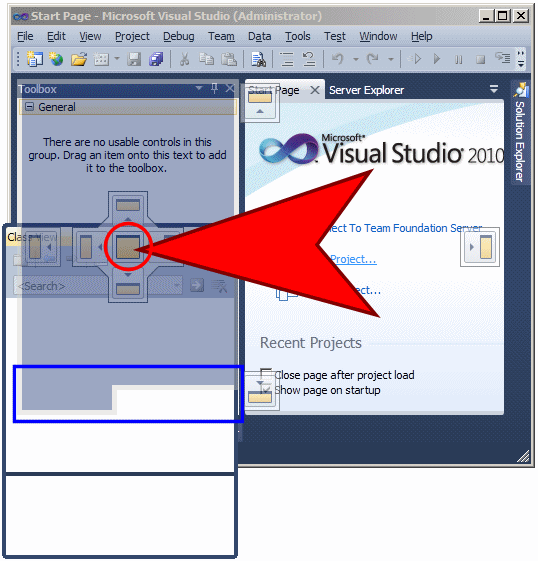 Start Page - Microsoft Visual Studio (Administrator)
File Edit View Project Debug Team Data Tools Test Window Help
Toolbox
Start Page
Server Explorer
Solution Explorer
General
There are no usable controls in this
group. Drag an item onto this text to add
it to the toolbox.
Microsoft®
Visual Studio® 2010
Class View
ect To Team Foundation Server
Project...
ect...
<Search>
Recent Projects
Close page after project load
Show page on startup